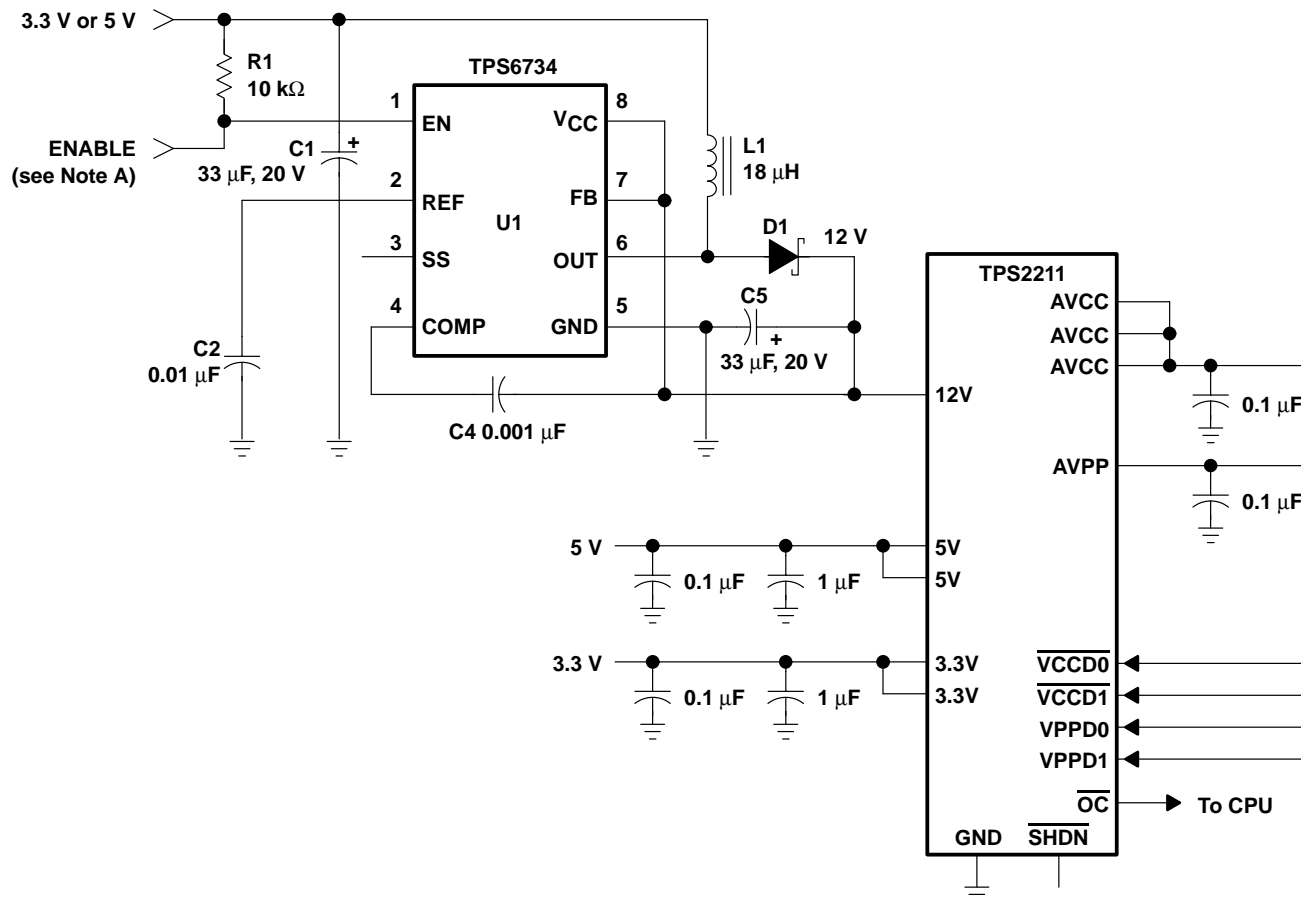 3.3 V or 5 V
R1
10 kΩ
TPS6734
ENABLE
(see Note A)
C1
+
33 μF, 20 V
1
EN
2
REF
3
SS
4
COMP
U1
8
VCC
7
FB
6
OUT
5
GND
L1
18 μH
D1
12 V
C5
+
33 μF, 20 V
C2
0.01 μF
C4 0.001 μF
TPS2211
AVCC
AVCC
AVCC
0.1 μF
12V
AVPP
0.1 μF
5 V
0.1 μF
1 μF
5V
5V
3.3 V
0.1 μF
1 μF
3.3V
3.3V
VCCD0
VCCD1
VPPD0
VPPD1
OC
To CPU
GND
SHDN